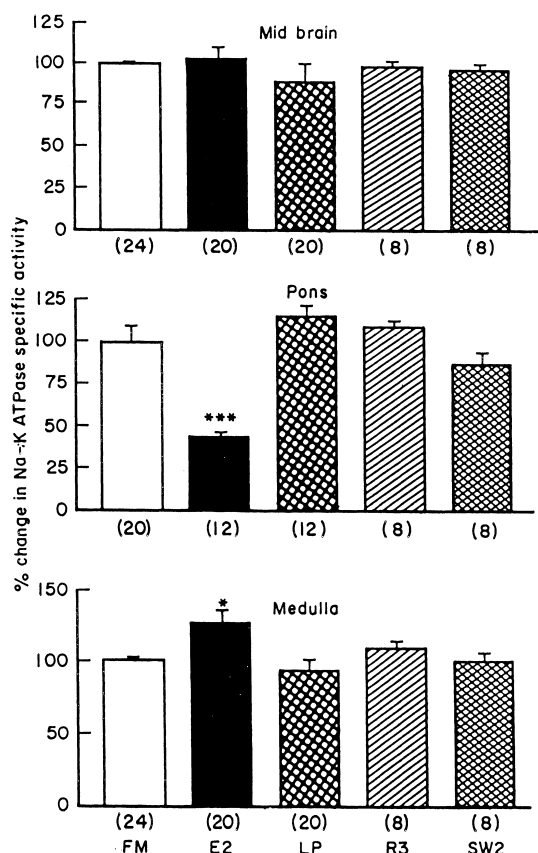 % change in Na-K ATPase specific activity
Mid brain
125
100
75
50
25
0
(24) (20) (20) (8) (8)
Pons
125
100
75
50
25
0
***
(20) (12) (12) (8) (8)
Medulla
150
100
50
0
*
(24) (20) (20) (8) (8)
FM E2 LP R3 SW2